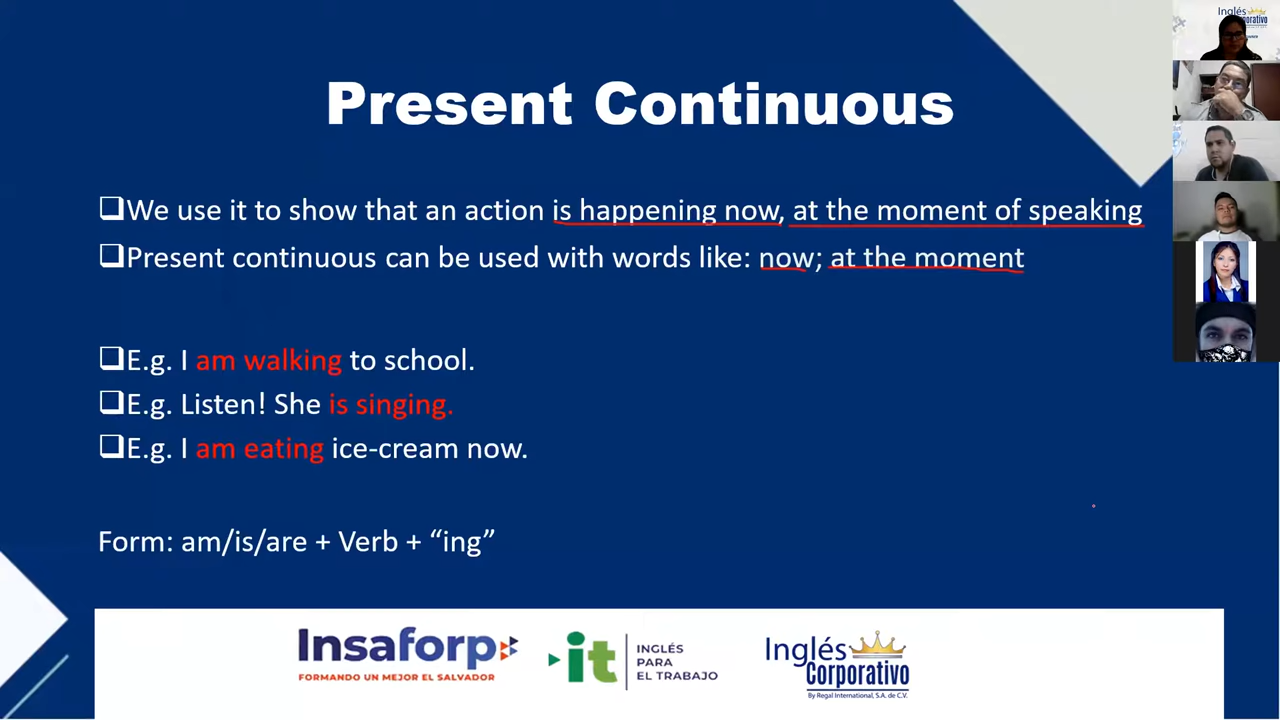 Present Continuous
❑We use it to show that an action is happening now, at the moment of speaking
❑Present continuous can be used with words like: now; at the moment
❑E.g. I am walking to school.
❑E.g. Listen! She is singing.
❑E.g. I am eating ice-cream now.
Form: am/is/are + Verb + “ing”
Insaforp
FORMANDO UN MEJOR EL SALVADOR
it
INGLÉS
PARA
EL TRABAJO
Inglés
Corporativo
By Regal International, S.A. de C.V.
Inglés